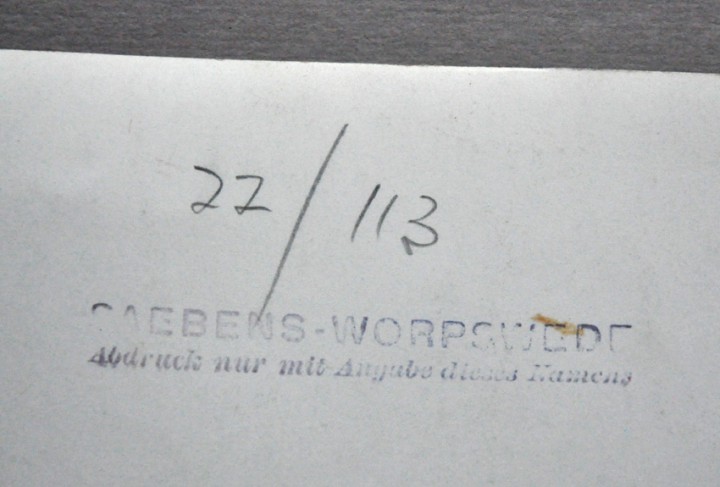 22/113
SAEBENS-WORPSWEDE
Abdruck nur mit Angabe dieses Namens